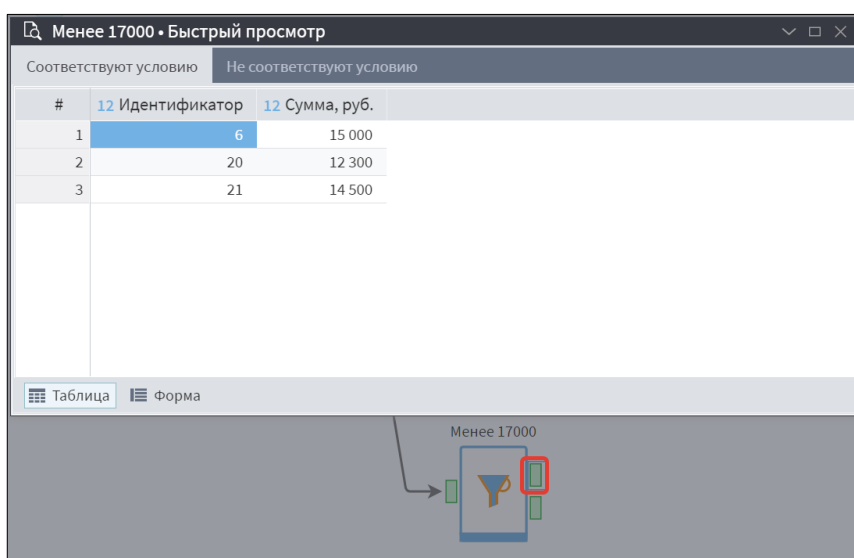 Менее 17000 • Быстрый просмотр
Соответствуют условию Не соответствуют условию
# 12 Идентификатор 12 Сумма, руб.
1 6 15 000
2 20 12 300
3 21 14 500
Таблица Форма
Менее 17000